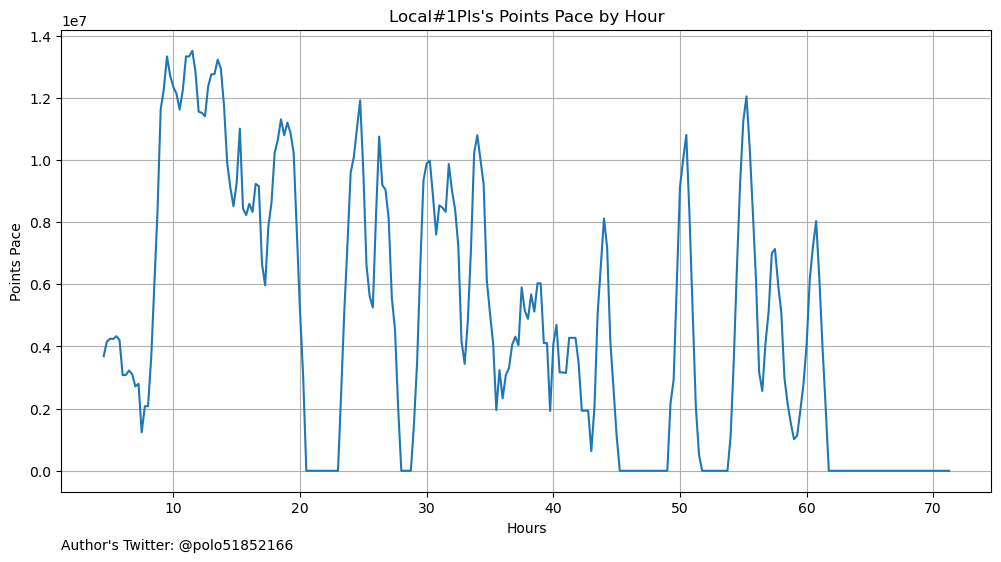 Local#1Pls's Points Pace by Hour
1e7
1.4
1.2
1.0
0.8
0.6
0.4
0.2
0.0
Points Pace
10 20 30 40 50 60 70
Hours
Author's Twitter: @polo51852166